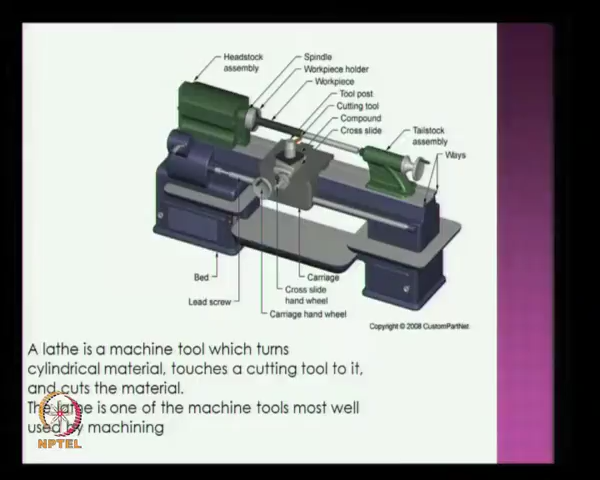 Headstock
assembly
Spindle
Workpiece holder
Workpiece
Tool post
Cutting tool
Compound
Cross slide
Tailstock
assembly
Ways
Bed
Lead screw
Carriage
Cross slide
hand wheel
Carriage hand wheel
Copyright © 2008 CustomPartNet
A lathe is a machine tool which turns
cylindrical material, touches a cutting tool to it,
and cuts the material.
The lathe is one of the machine tools most well
used by machining
NPTEL